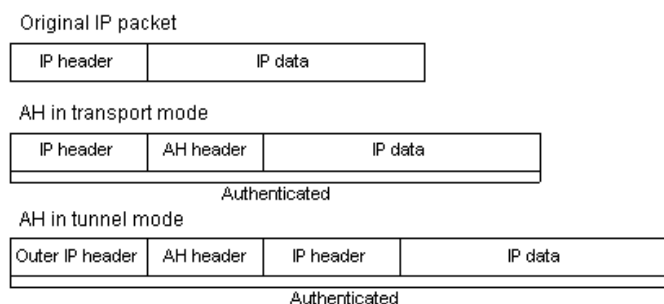 Original IP packet
IP header IP data
AH in transport mode
IP header AH header IP data
Authenticated
AH in tunnel mode
Outer IP header AH header IP header IP data
Authenticated